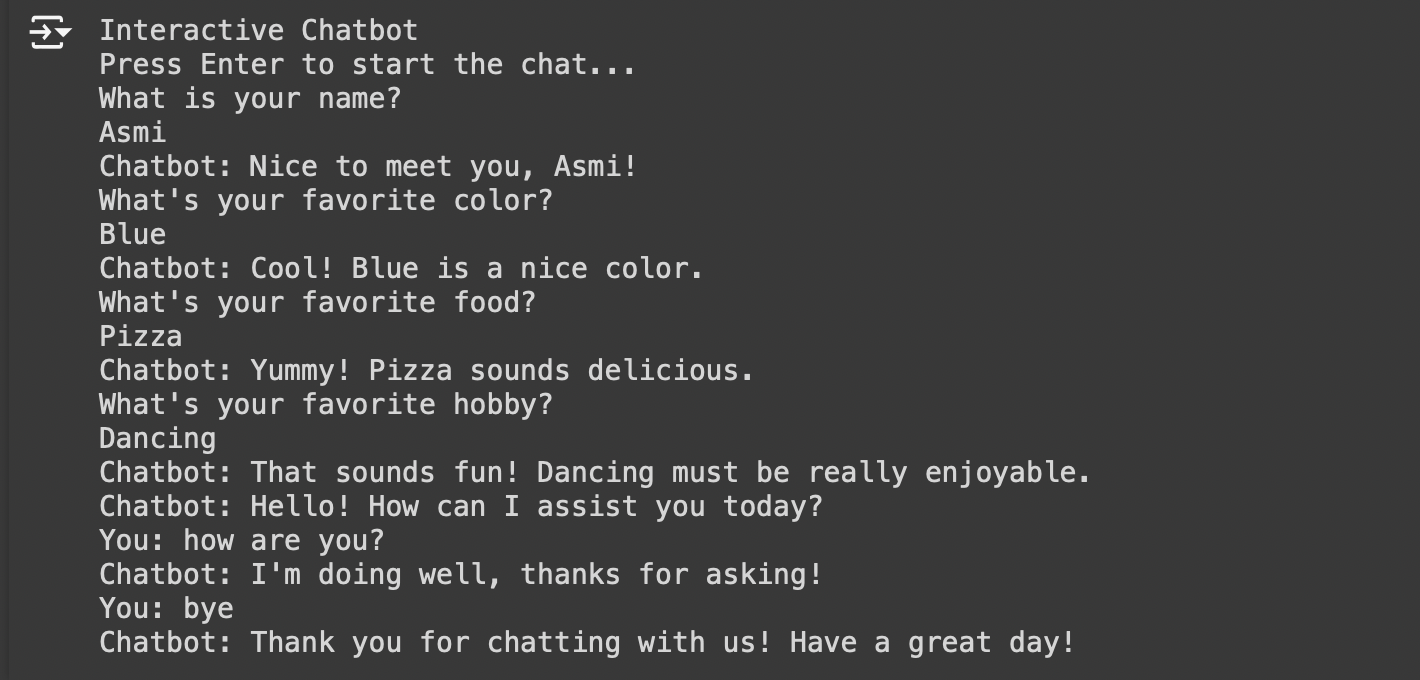 Interactive Chatbot
Press Enter to start the chat...
What is your name?
Asmi
Chatbot: Nice to meet you, Asmi!
What's your favorite color?
Blue
Chatbot: Cool! Blue is a nice color.
What's your favorite food?
Pizza
Chatbot: Yummy! Pizza sounds delicious.
What's your favorite hobby?
Dancing
Chatbot: That sounds fun! Dancing must be really enjoyable.
Chatbot: Hello! How can I assist you today?
You: how are you?
Chatbot: I'm doing well, thanks for asking!
You: bye
Chatbot: Thank you for chatting with us! Have a great day!